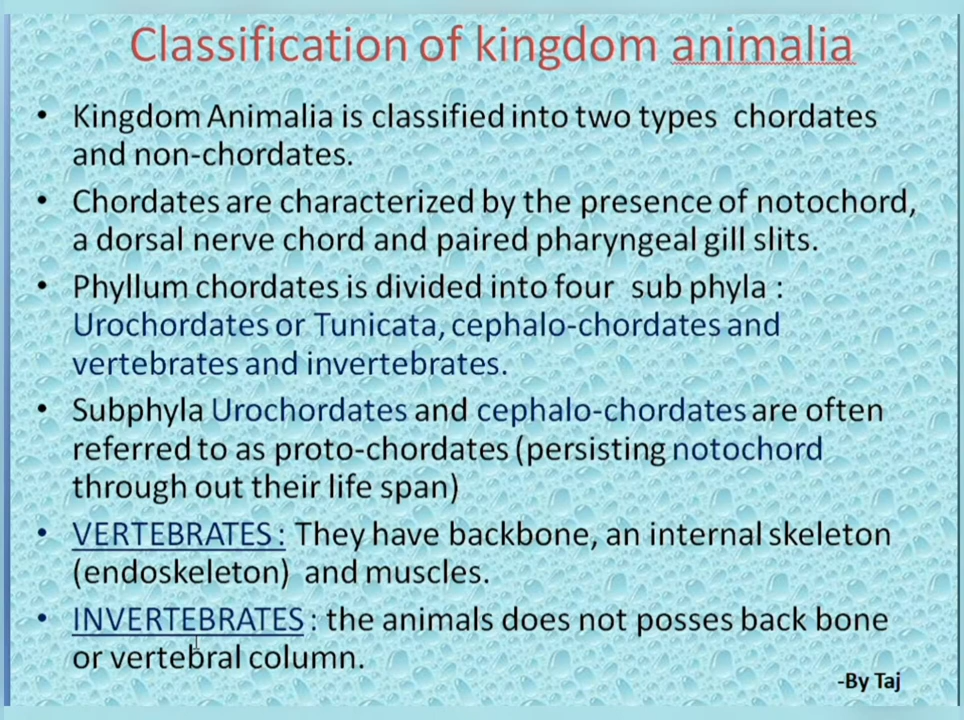 Classification of kingdom animalia
• Kingdom Animalia is classified into two types chordates
and non-chordates.
• Chordates are characterized by the presence of notochord,
a dorsal nerve chord and paired pharyngeal gill slits.
• Phyllum chordates is divided into four sub phyla :
Urochordates or Tunicata, cephalo-chordates and
vertebrates and invertebrates.
• Subphyla Urochordates and cephalo-chordates are often
referred to as proto-chordates (persisting notochord
through out their life span)
• VERTEBRATES : They have backbone, an internal skeleton
(endoskeleton) and muscles.
• INVERTEBRATES : the animals does not posses back bone
or vertebral column.
-By Taj